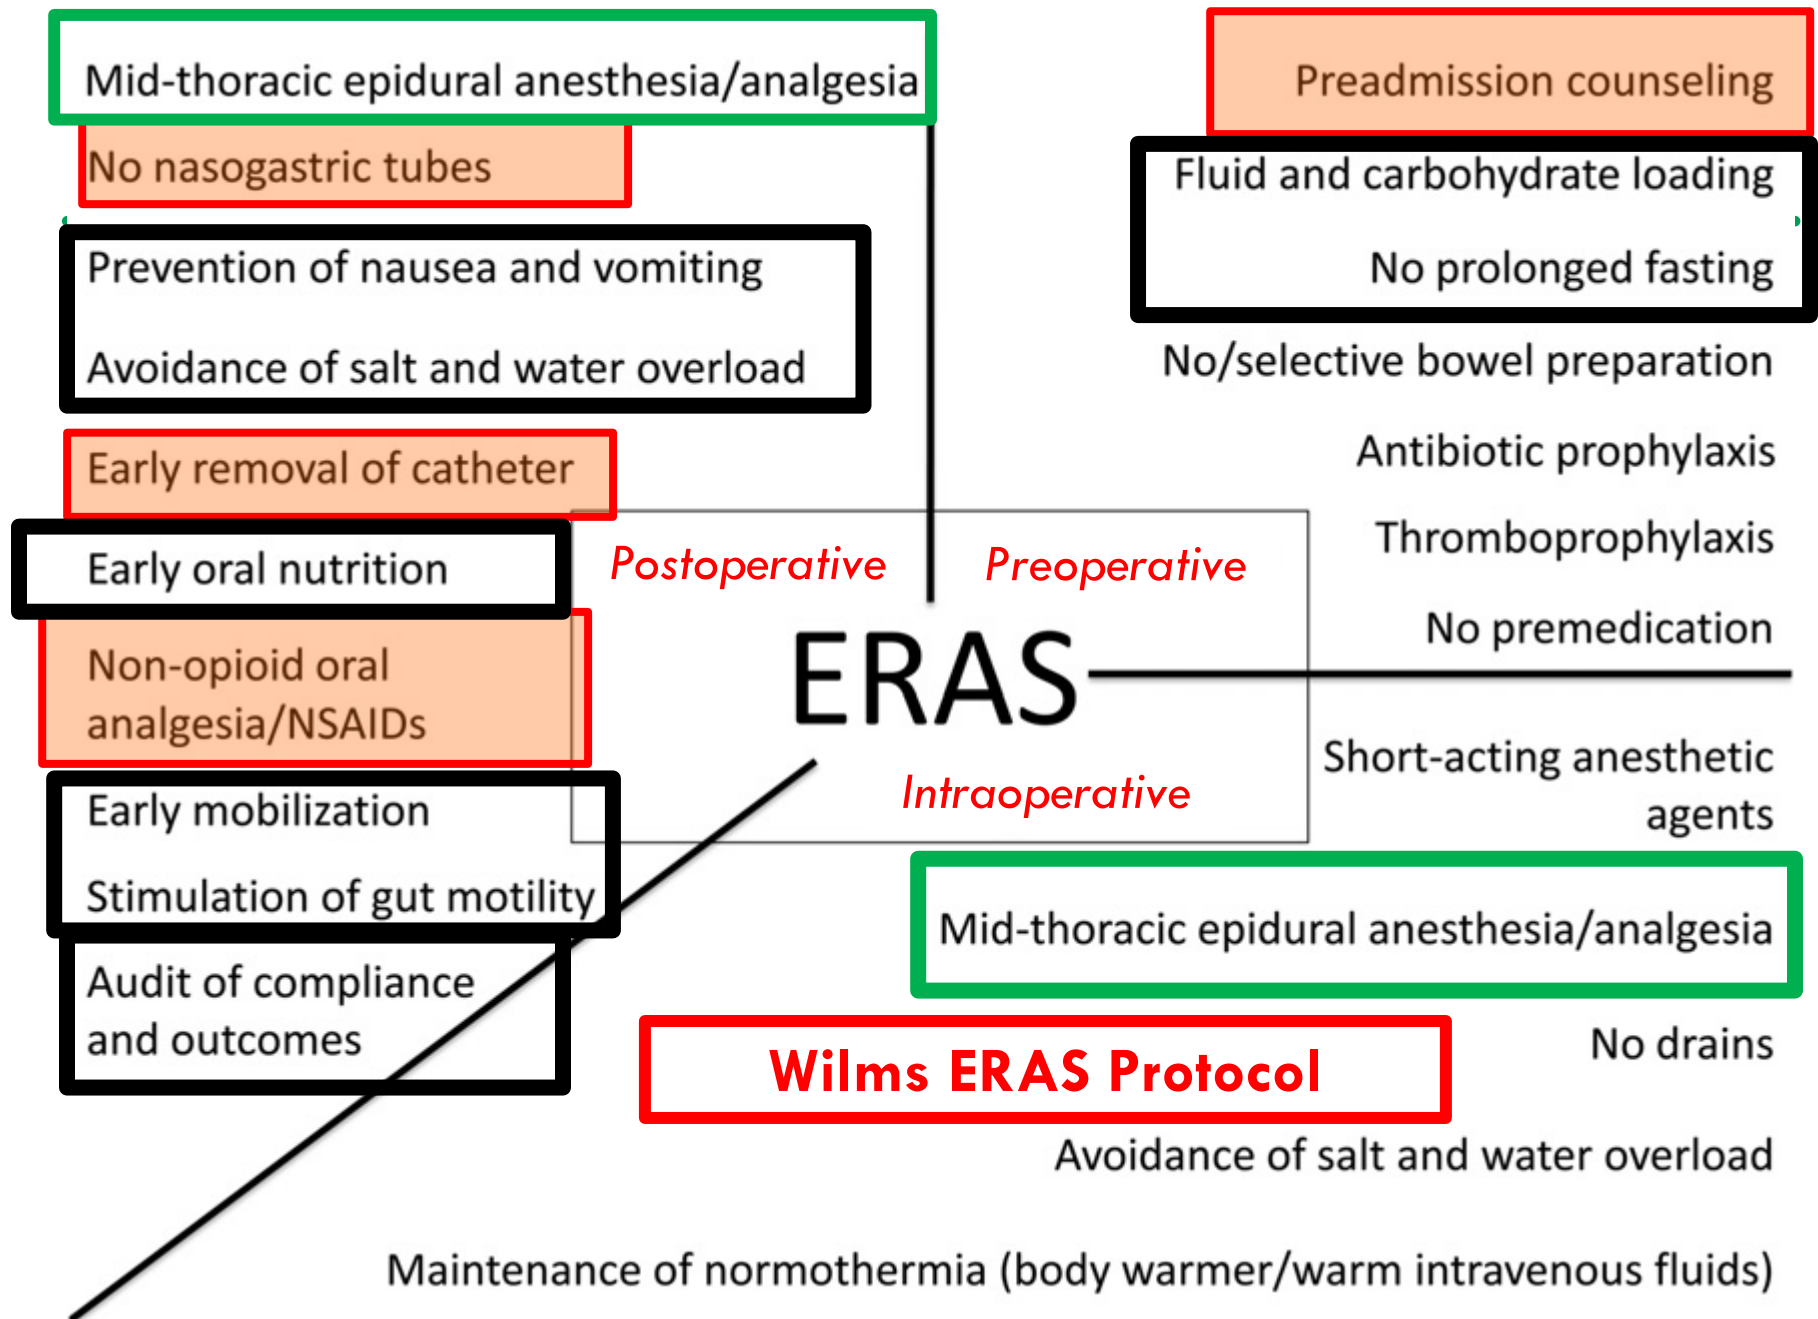 Mid-thoracic epidural anesthesia/analgesia
No nasogastric tubes
Prevention of nausea and vomiting
Avoidance of salt and water overload
Early removal of catheter
Early oral nutrition
Non-opioid oral
analgesia/NSAIDs
Early mobilization
Stimulation of gut motility
Audit of compliance
and outcomes
Preadmission counseling
Fluid and carbohydrate loading
No prolonged fasting
No/selective bowel preparation
Antibiotic prophylaxis
Thromboprophylaxis
No premedication
Postoperative
Preoperative
ERAS
Intraoperative
Short-acting anesthetic
agents
Mid-thoracic epidural anesthesia/analgesia
No drains
Wilms ERAS Protocol
Avoidance of salt and water overload
Maintenance of normothermia (body warmer/warm intravenous fluids)